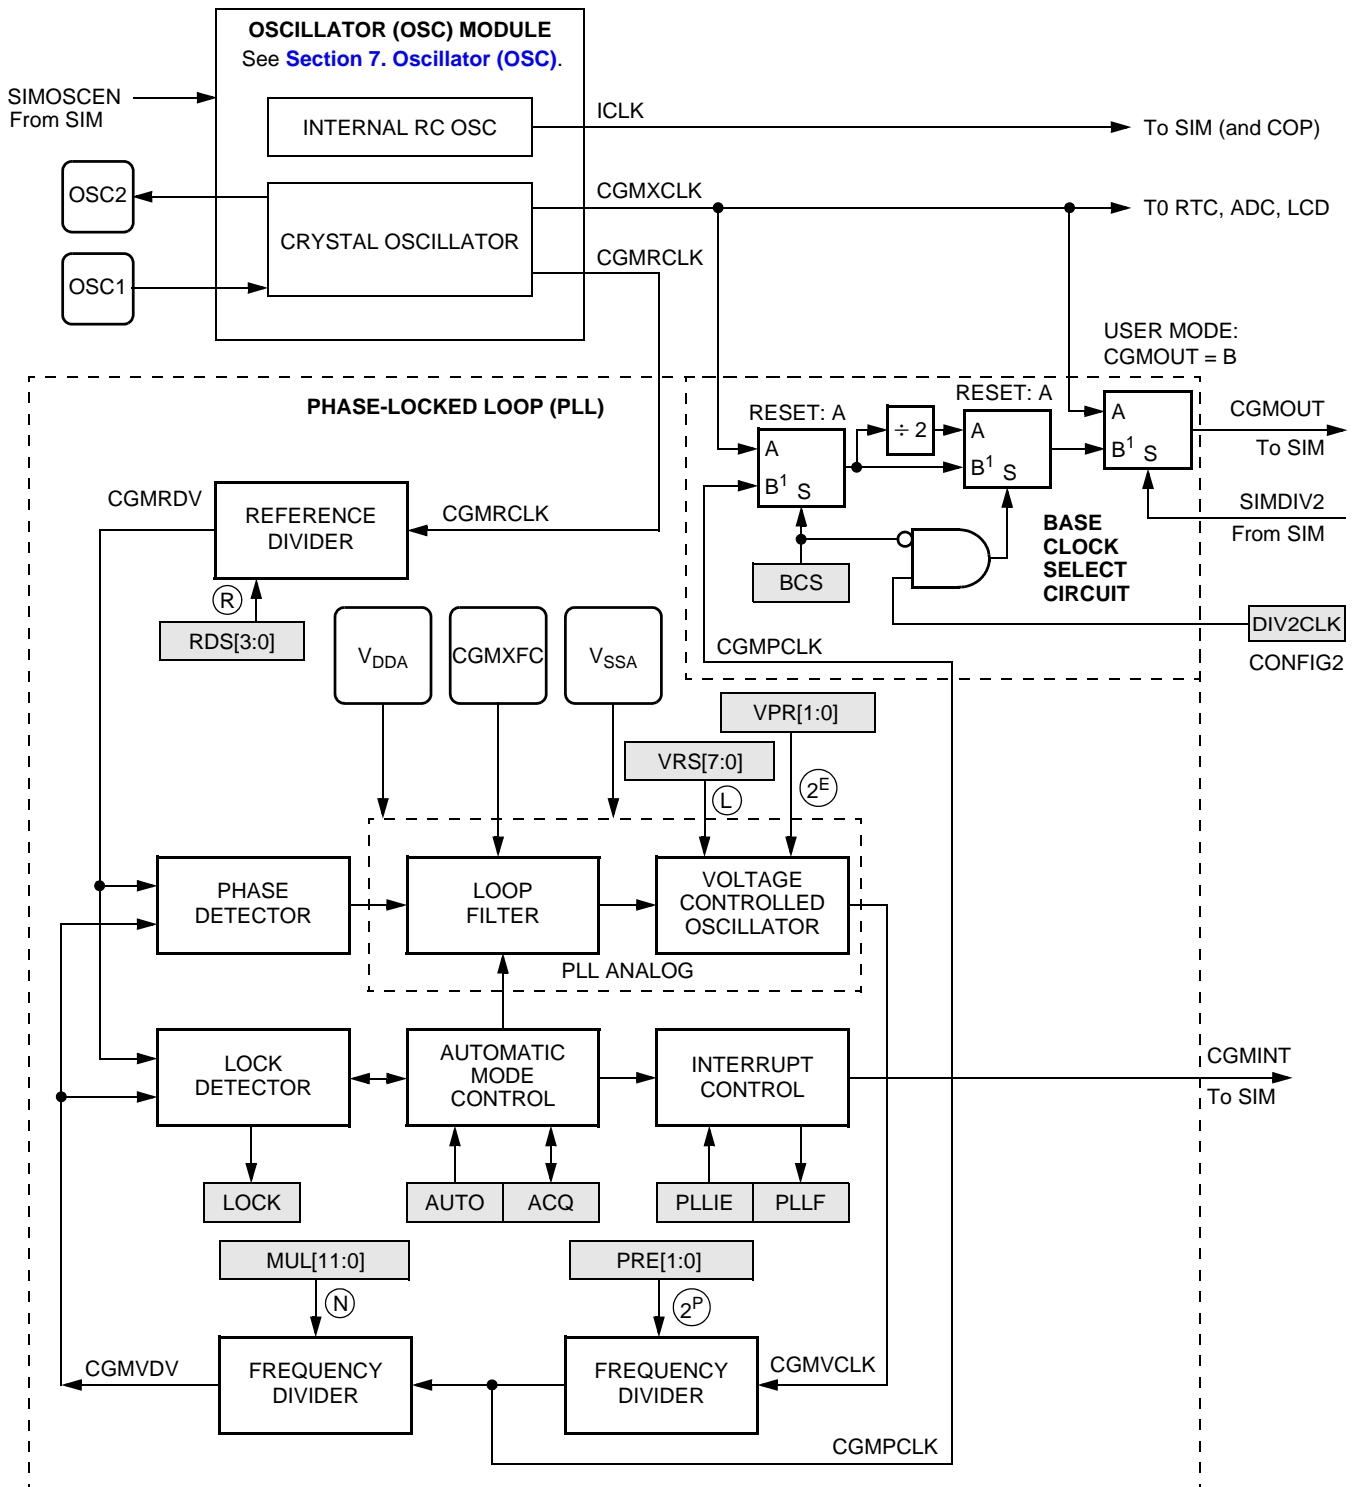 OSCILLATOR (OSC) MODULE
See Section 7. Oscillator (OSC).
SIMOSCEN
From SIM
INTERNAL RC OSC
ICLK
To SIM (and COP)
OSC2
CGMXCLK
T0 RTC, ADC, LCD
CRYSTAL OSCILLATOR
CGMRCLK
OSC1
USER MODE:
CGMOUT = B
PHASE-LOCKED LOOP (PLL)
RESET: A
RESET: A
A
B1 S
÷ 2
A
B1 S
A
B1 S
CGMOUT
To SIM
SIMDIV2
From SIM
CGMRDV
REFERENCE
DIVIDER
CGMRCLK
BASE
CLOCK
SELECT
CIRCUIT
BCS
R
RDS[3:0]
DIV2CLK
CONFIG2
VDDA
CGMXFC
VSSA
CGMPCLK
VPR[1:0]
VRS[7:0]
L
2E
PHASE
DETECTOR
LOOP
FILTER
VOLTAGE
CONTROLLED
OSCILLATOR
PLL ANALOG
LOCK
DETECTOR
AUTOMATIC
MODE
CONTROL
INTERRUPT
CONTROL
CGMINT
To SIM
LOCK
AUTO
ACQ
PLLIE
PLLF
MUL[11:0]
PRE[1:0]
N
2P
CGMVDV
FREQUENCY
DIVIDER
FREQUENCY
DIVIDER
CGMVCLK
CGMPCLK